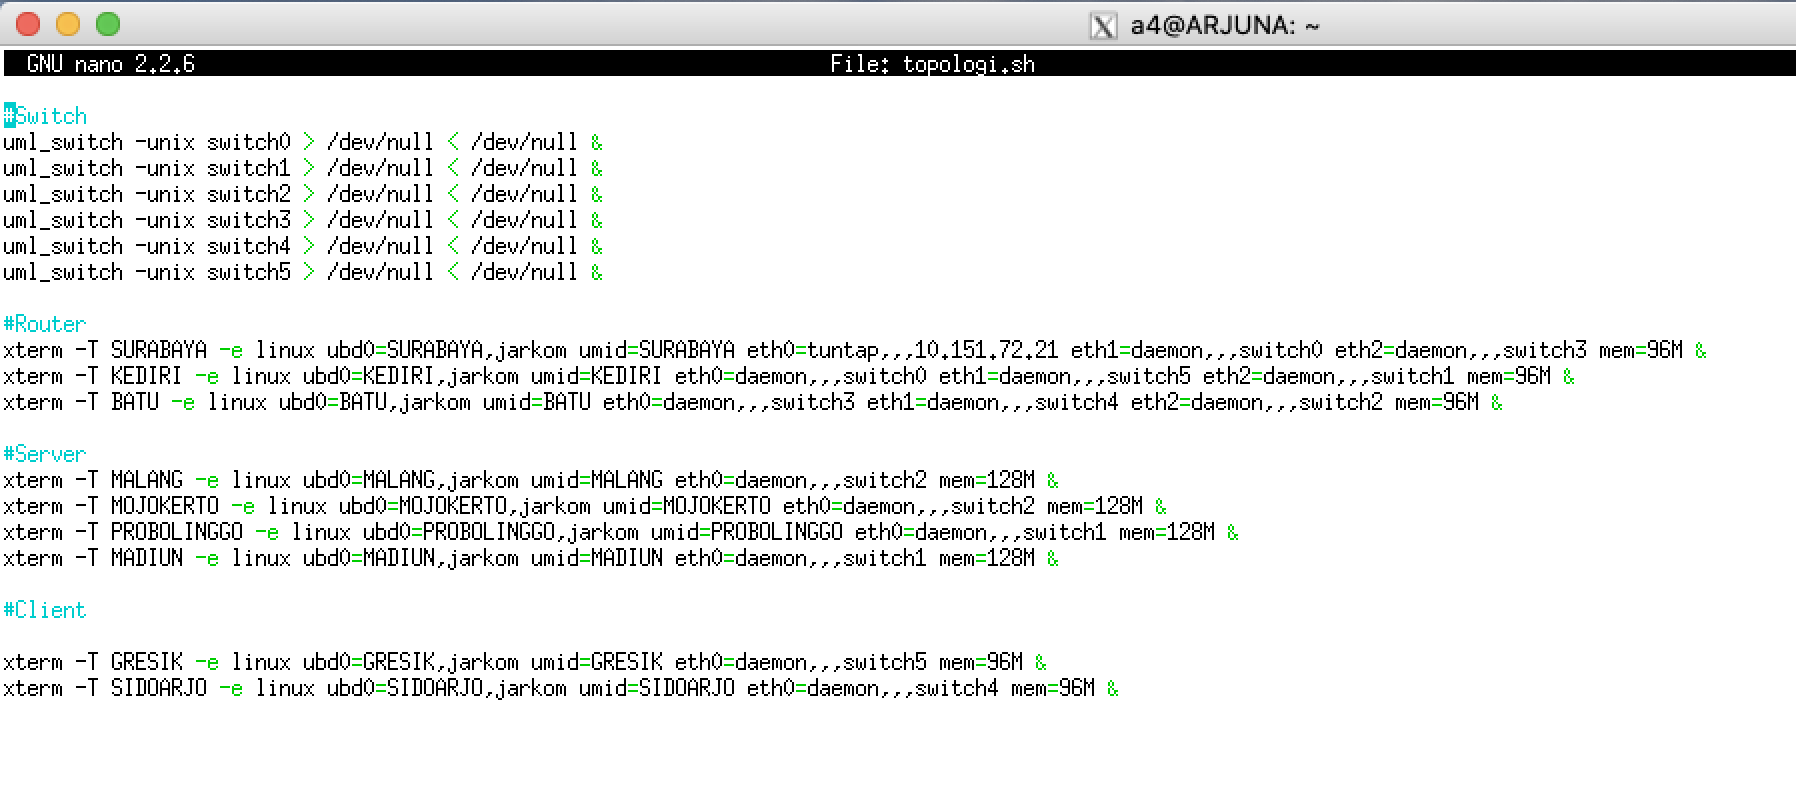 a4@ARJUNA: ~
GNU nano 2.2.6 File: topologi.sh
#Switch
uml_switch -unix switch0 > /dev/null < /dev/null &
uml_switch -unix switch1 > /dev/null < /dev/null &
uml_switch -unix switch2 > /dev/null < /dev/null &
uml_switch -unix switch3 > /dev/null < /dev/null &
uml_switch -unix switch4 > /dev/null < /dev/null &
uml_switch -unix switch5 > /dev/null < /dev/null &
#Router
xterm -T SURABAYA -e linux ubd0=SURABAYA,jarkom umid=SURABAYA eth0=tuntap,,,10.151.72.21 eth1=daemon,,,switch0 eth2=daemon,,,switch3 mem=96M &
xterm -T KEDIRI -e linux ubd0=KEDIRI,jarkom umid=KEDIRI eth0=daemon,,,switch0 eth1=daemon,,,switch5 eth2=daemon,,,switch1 mem=96M &
xterm -T BATU -e linux ubd0=BATU,jarkom umid=BATU eth0=daemon,,,switch3 eth1=daemon,,,switch4 eth2=daemon,,,switch2 mem=96M &
#Server
xterm -T MALANG -e linux ubd0=MALANG,jarkom umid=MALANG eth0=daemon,,,switch2 mem=128M &
xterm -T MOJOKERTO -e linux ubd0=MOJOKERTO,jarkom umid=MOJOKERTO eth0=daemon,,,switch2 mem=128M &
xterm -T PROBOLINGGO -e linux ubd0=PROBOLINGGO,jarkom umid=PROBOLINGGO eth0=daemon,,,switch1 mem=128M &
xterm -T MADIUN -e linux ubd0=MADIUN,jarkom umid=MADIUN eth0=daemon,,,switch1 mem=128M &
#Client
xterm -T GRESIK -e linux ubd0=GRESIK,jarkom umid=GRESIK eth0=daemon,,,switch5 mem=96M &
xterm -T SIDOARJO -e linux ubd0=SIDOARJO,jarkom umid=SIDOARJO eth0=daemon,,,switch4 mem=96M &